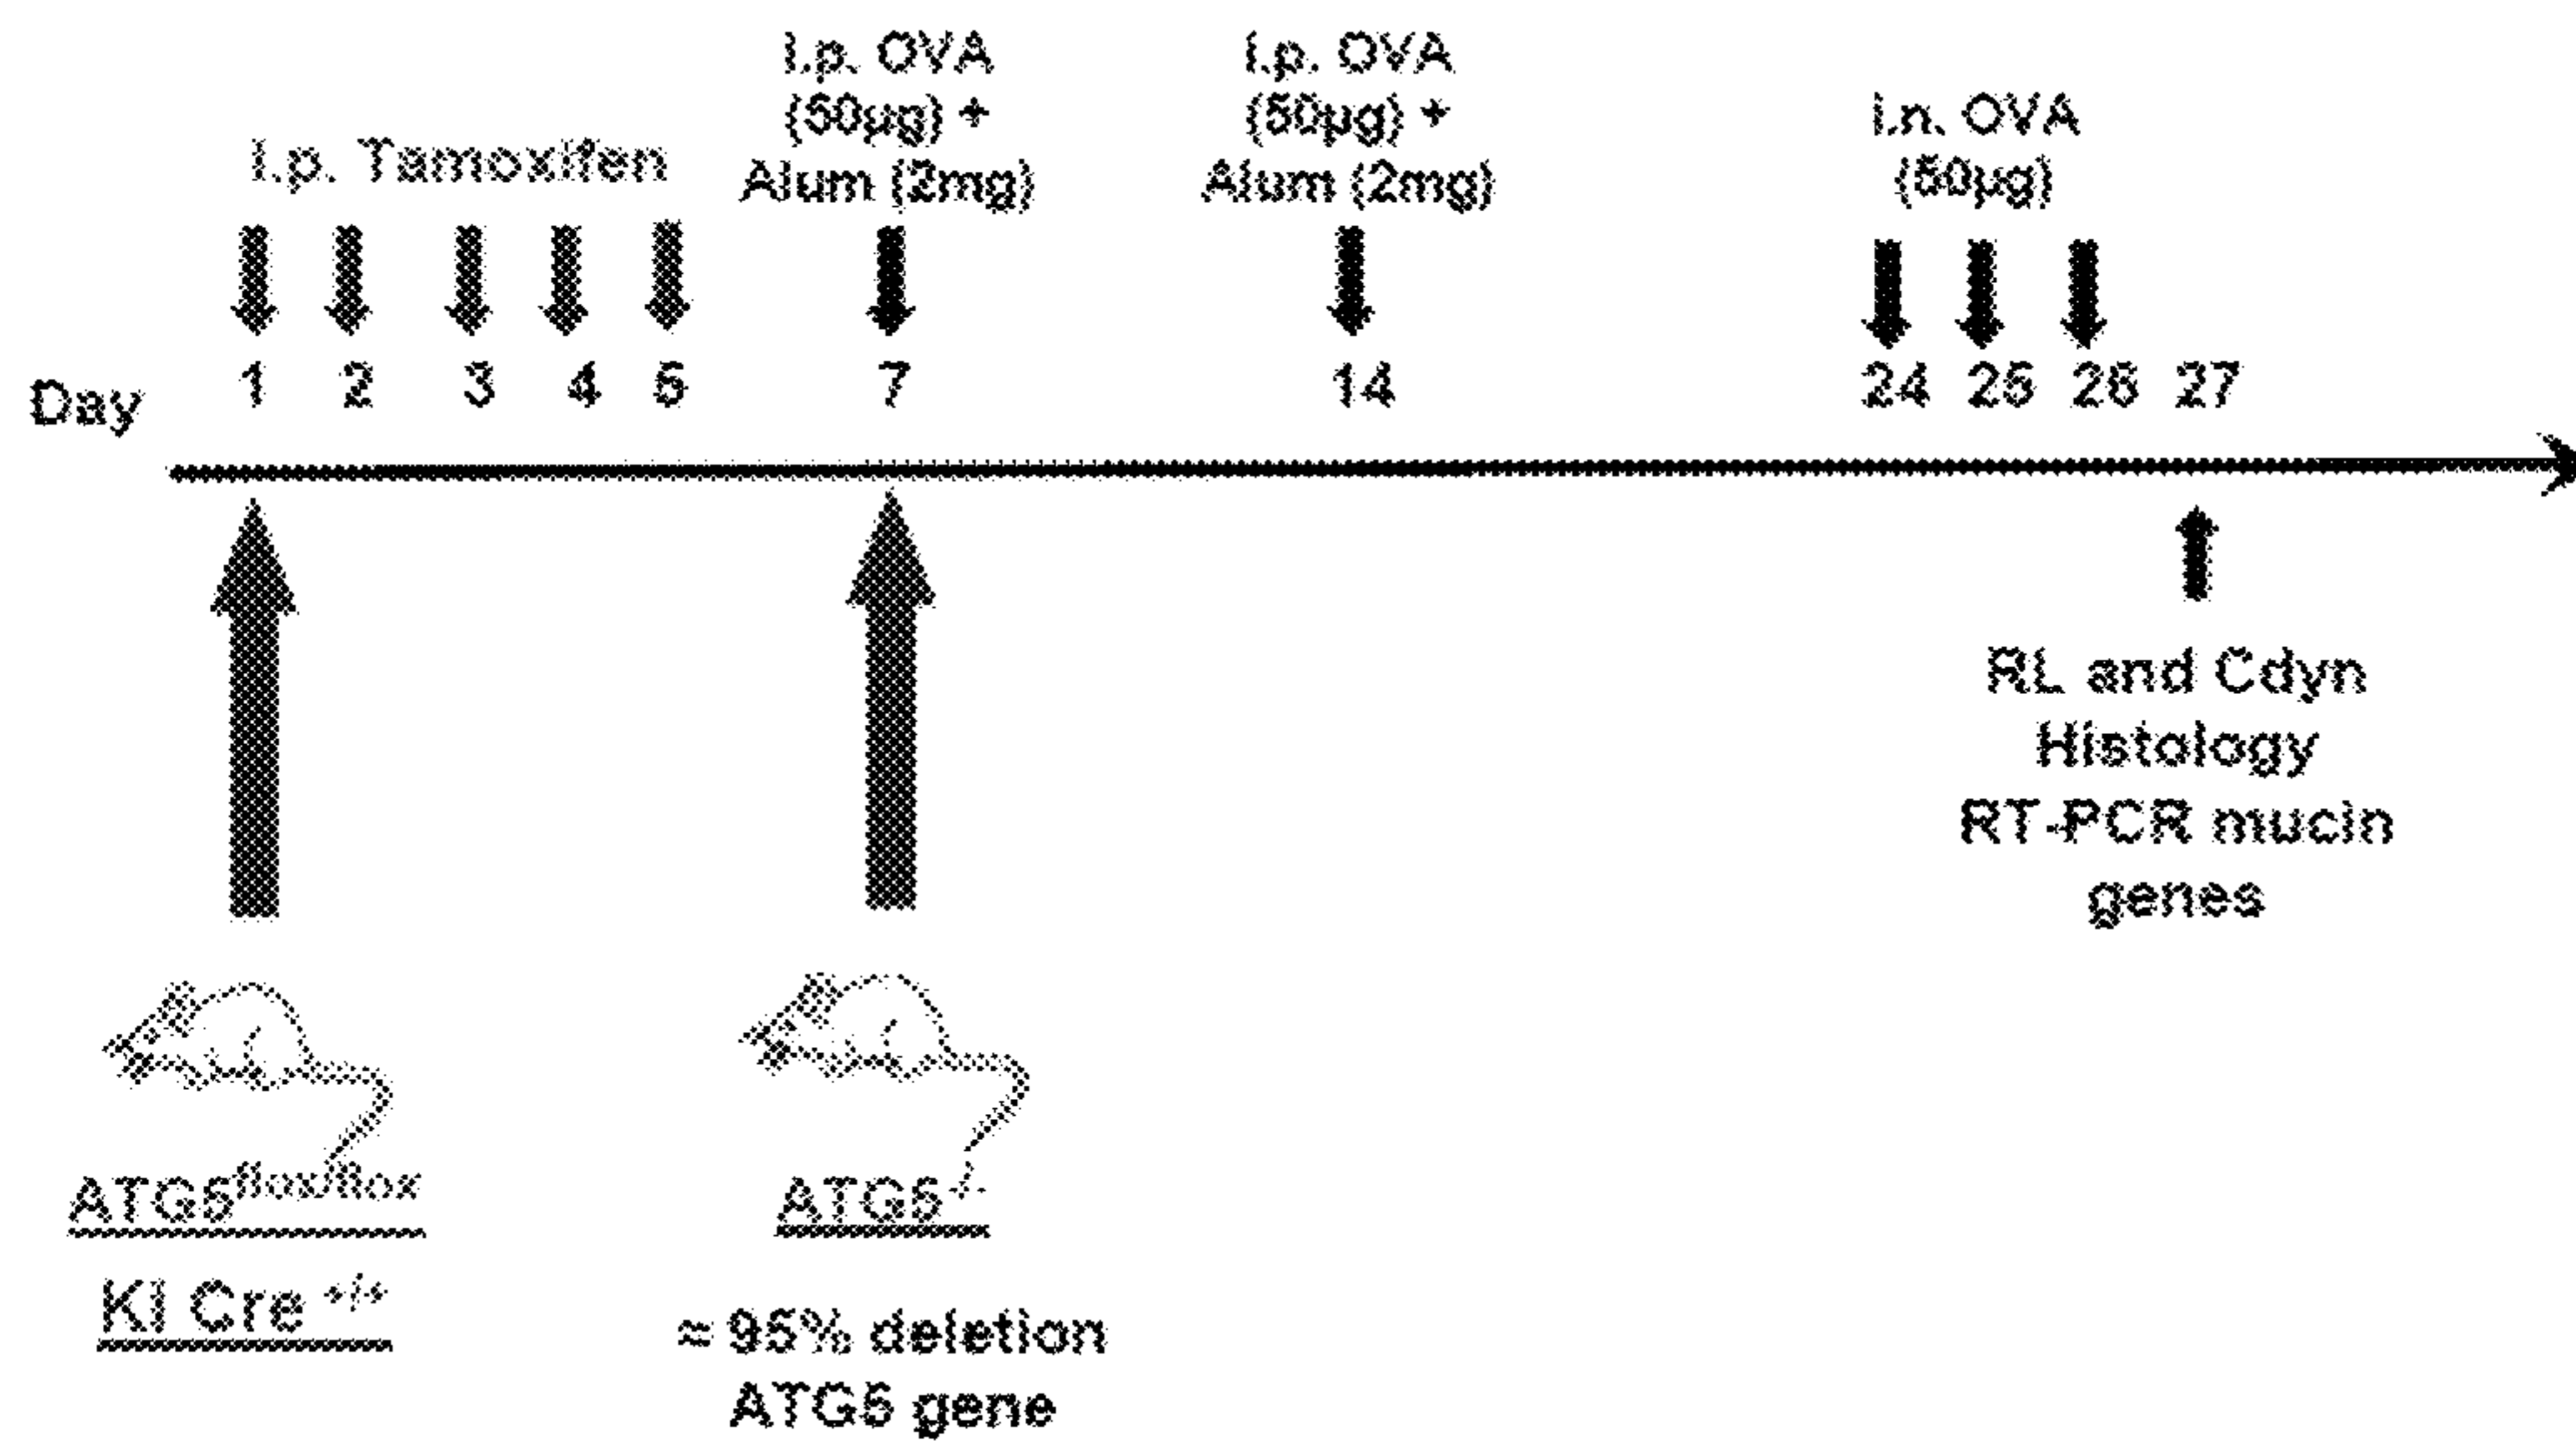 i.p. Tamoxifen
i.p. OVA
(50µg) +
Alum (2mg)
i.p. OVA
(50µg) +
Alum (2mg)
i.n. OVA
(50µg)
Day 1 2 3 4 5 7 14 24 25 26 27
RL and Cdyn
Histology
RT-PCR mucin
genes
ATG5flox/flox
KI Cre +/+
ATG5-/-
≈ 95% deletion
ATG5 gene